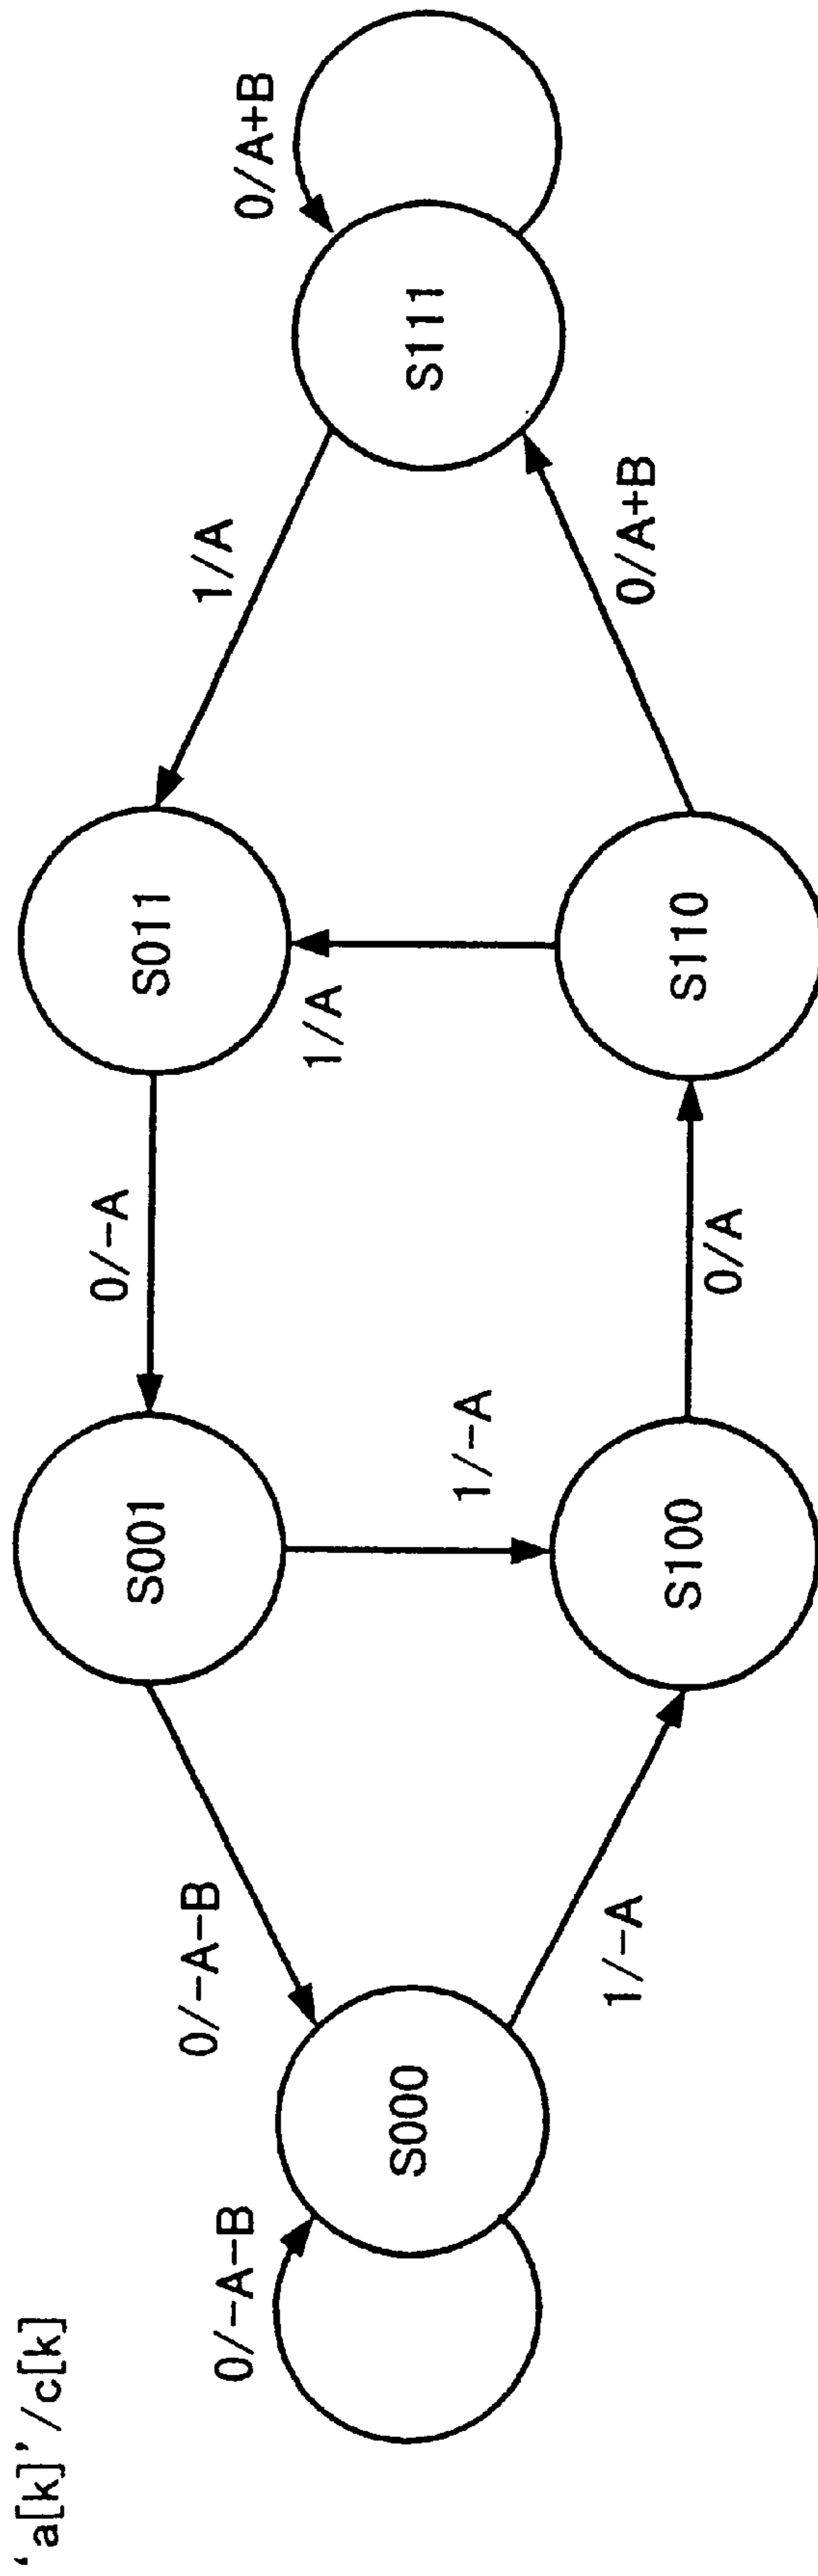 ‘a[k]’/c[k]
0/-A-B
S000
0/-A-B
1/-A
S001
1/-A
S100
0/-A
0/A
S011
1/A
S110
1/A
0/A+B
S111
0/A+B